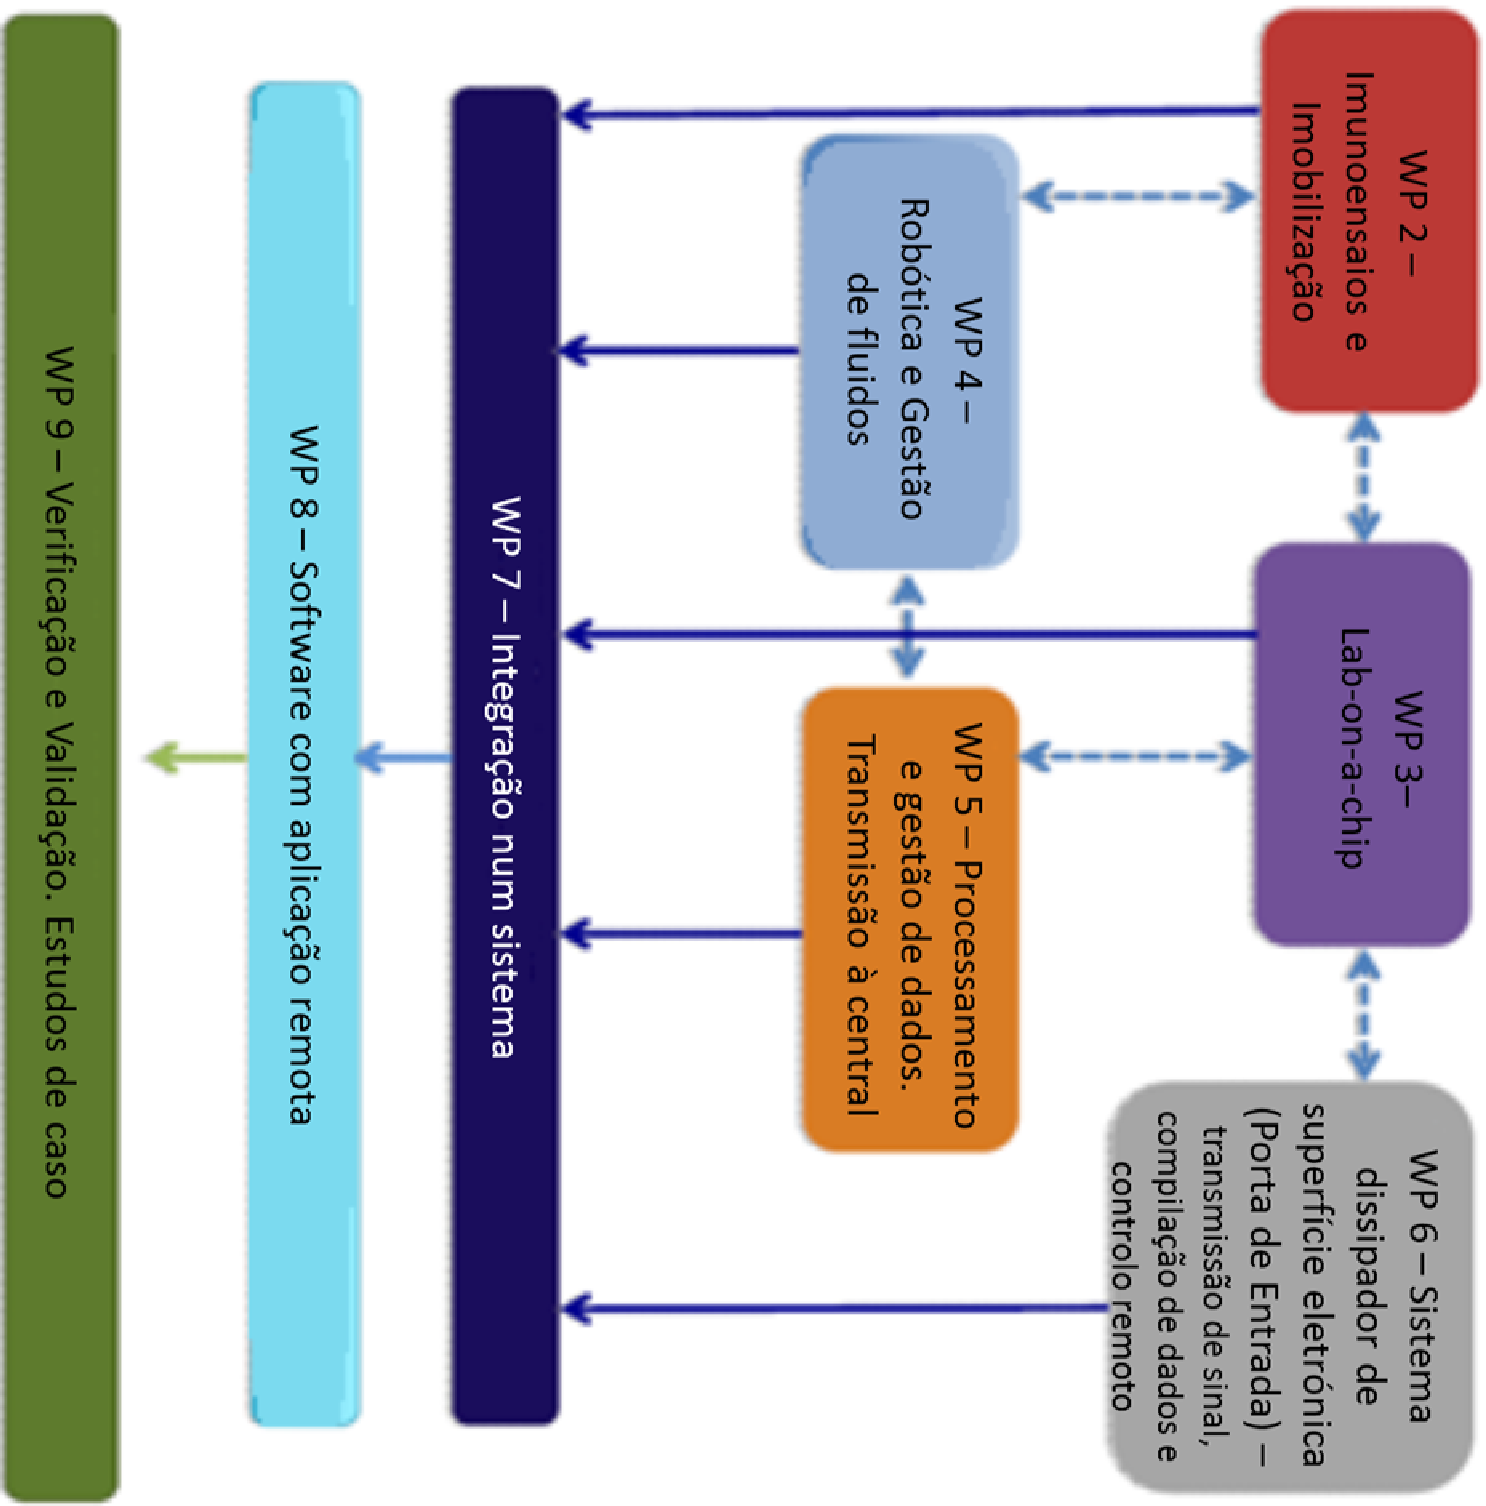 WP 2 –
Imunoensaios e
Imobilização
WP 3–
Lab-on-a-chip
WP 6 – Sistema
dissipador de
superfície eletrónica
(Porta de Entrada) –
transmissão de sinal,
compilação de dados e
controlo remoto
WP 4 –
Robótica e Gestão
de fluidos
WP 5 – Processamento
e gestão de dados.
Transmissão à central
WP 7 – Integração num sistema
WP 8 – Software com aplicação remota
WP 9 – Verificação e Validação. Estudos de caso